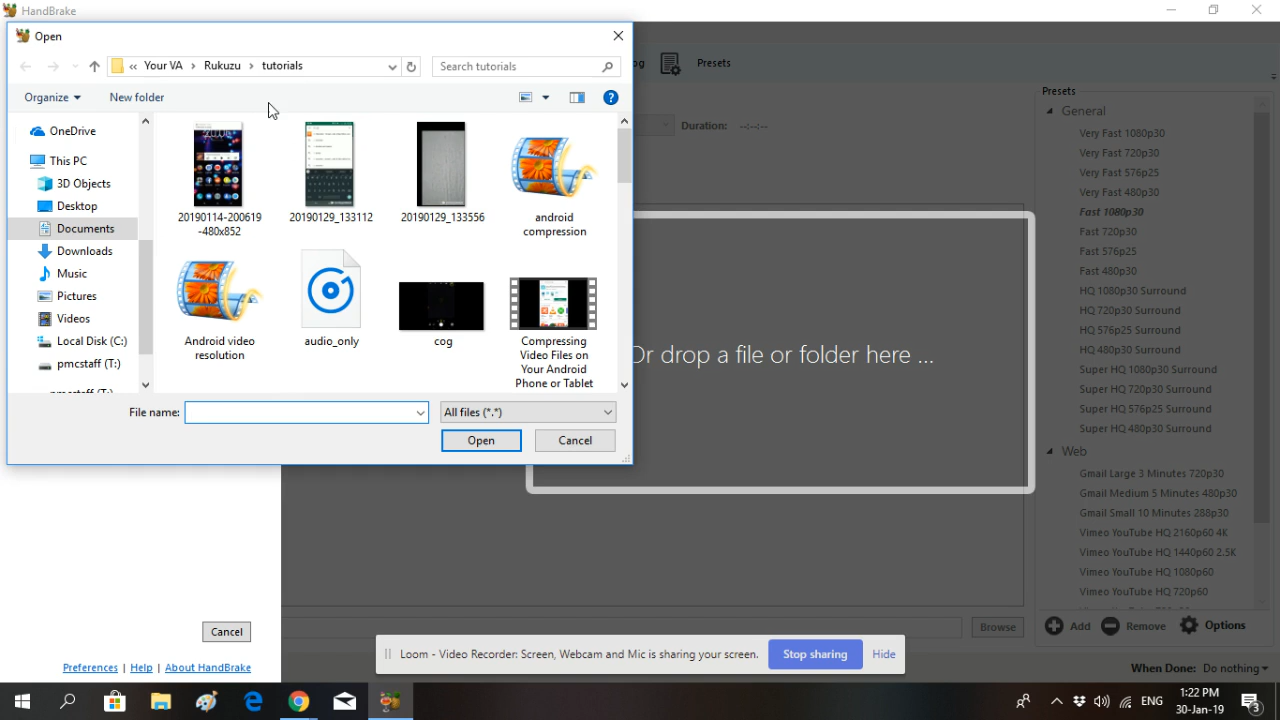 HandBrake
Open
« Your VA > Rukuzu > tutorials
Search tutorials
Organize
New folder
OneDrive
This PC
3D Objects
Desktop
Documents
Downloads
Music
Pictures
Videos
Local Disk (C:)
pmcstaff (T:)
20190114-200619
-480x852
20190129_133112
20190129_133556
android
compression
Android video
resolution
audio_only
cog
Compressing
Video Files on
Your Android
Phone or Tablet
File name:
All files (*.*)
Open
Cancel
Presets
Duration: --:--:--
Or drop a file or folder here ...
Presets
General
Very Fast 1080p30
Very Fast 720p30
Very Fast 576p25
Very Fast 480p30
Fast 1080p30
Fast 720p30
Fast 576p25
Fast 480p30
HQ 1080p30 Surround
HQ 720p30 Surround
HQ 576p25 Surround
HQ 480p30 Surround
Super HQ 1080p30 Surround
Super HQ 720p30 Surround
Super HQ 576p25 Surround
Super HQ 480p30 Surround
Web
Gmail Large 3 Minutes 720p30
Gmail Medium 5 Minutes 480p30
Gmail Small 10 Minutes 288p30
Vimeo YouTube HQ 2160p60 4K
Vimeo YouTube HQ 1440p60 2.5K
Vimeo YouTube HQ 1080p60
Vimeo YouTube HQ 720p60
Add
Remove
Options
Browse
Cancel
Preferences | Help | About HandBrake
Loom - Video Recorder: Screen, Webcam and Mic is sharing your screen.
Stop sharing
Hide
When Done: Do nothing
ENG
1:22 PM
30-Jan-19
3